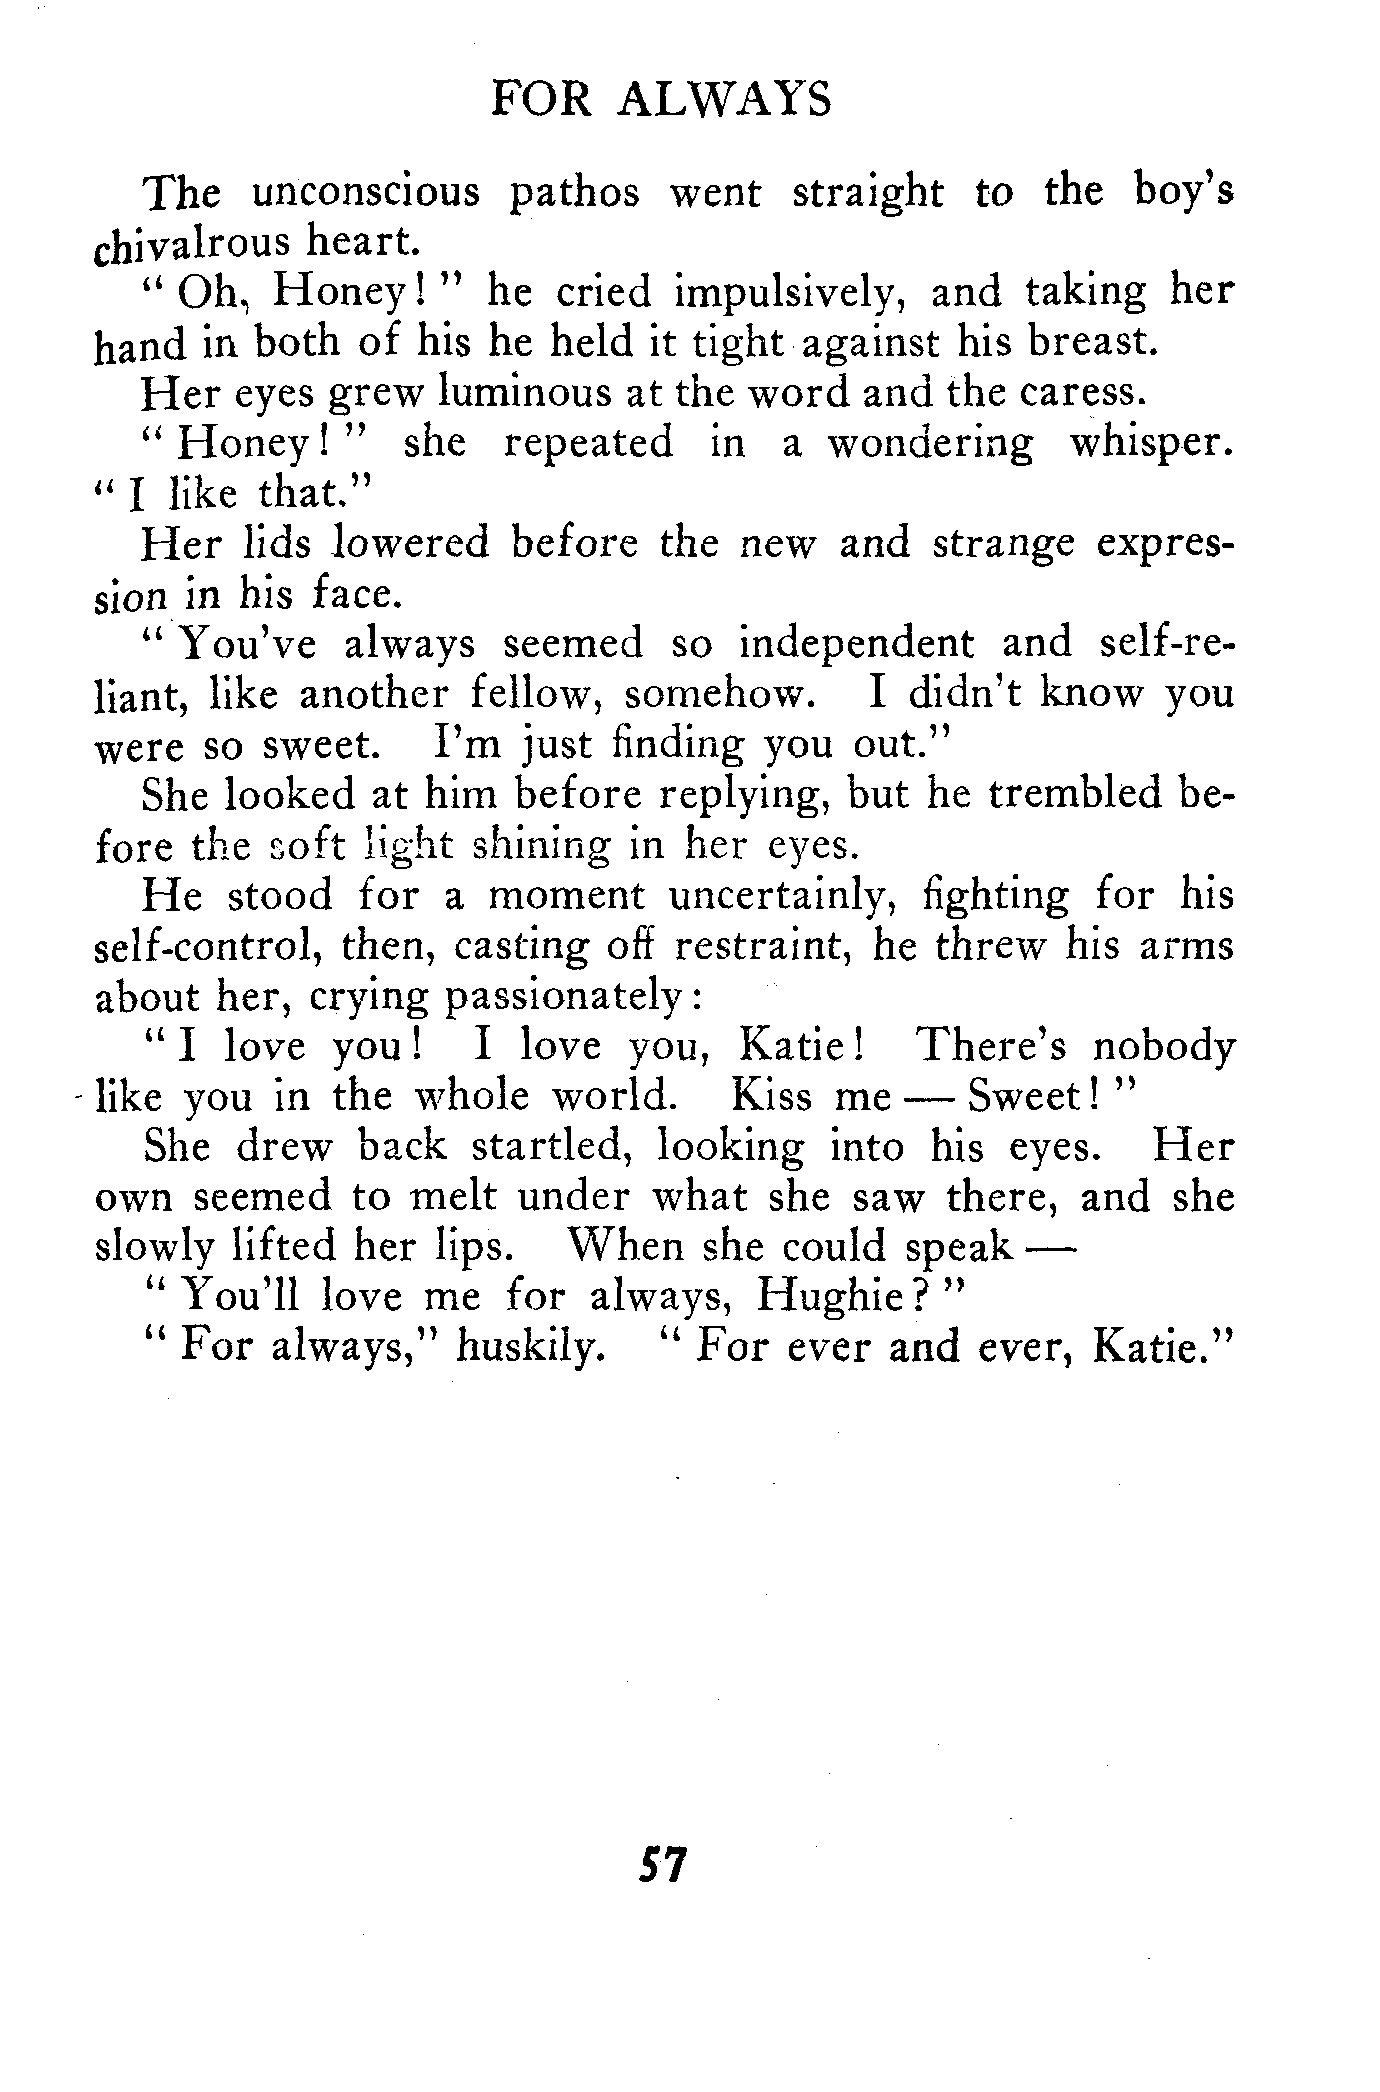 FOR ALWAYS
The unconscious pathos went straight to the boy's
chivalrous heart.
" Oh, Honey! " he cried impulsively, and taking her
hand in both of his he held it tight against his breast.
Her eyes grew luminous at the word and the caress.
" Honey! " she repeated in a wondering whisper.
" I like that."
Her lids lowered before the new and strange expres-
sion in his face.
" You've always seemed so independent and self-re-
liant, like another fellow, somehow. I didn't know you
were so sweet. I'm just finding you out."
She looked at him before replying, but he trembled be-
fore the soft light shining in her eyes.
He stood for a moment uncertainly, fighting for his
self-control, then, casting off restraint, he threw his arms
about her, crying passionately:
" I love you! I love you, Katie! There's nobody
like you in the whole world. Kiss me — Sweet! "
She drew back startled, looking into his eyes. Her
own seemed to melt under what she saw there, and she
slowly lifted her lips. When she could speak —
" You'll love me for always, Hughie? "
" For always," huskily. " For ever and ever, Katie."
57